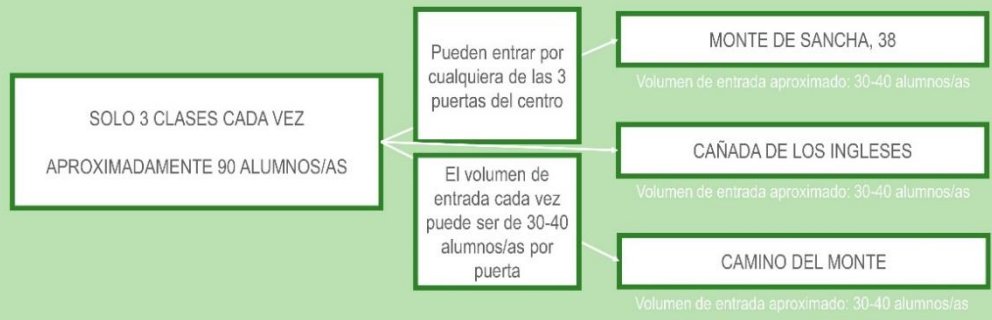 SOLO 3 CLASES CADA VEZ
APROXIMADAMENTE 90 ALUMNOS/AS
Pueden entrar por
cualquiera de las 3
puertas del centro
El volumen de
entrada cada vez
puede ser de 30-40
alumnos/as por
puerta
MONTE DE SANCHA, 38
Volumen de entrada aproximado: 30-40 alumnos/as
CAÑADA DE LOS INGLESES
Volumen de entrada aproximado: 30-40 alumnos/as
CAMINO DEL MONTE
Volumen de entrada aproximado: 30-40 alumnos/as